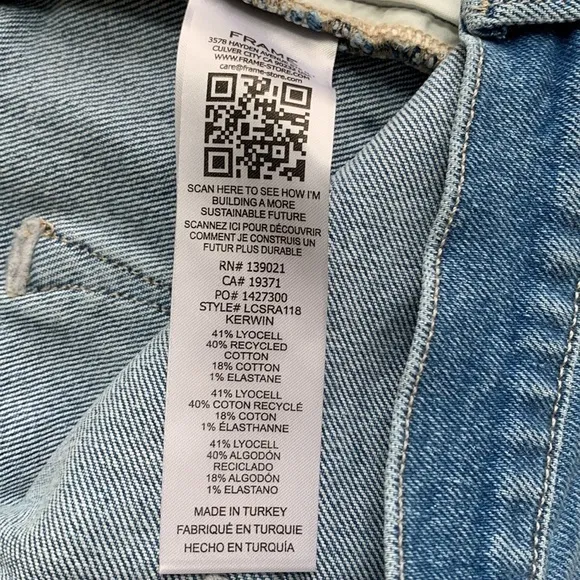 FRAME
3578 HAYDEN
CULVER CITY, CA
WWW.FRAME-STORE.COM
care@frame-store.com
SCAN HERE TO SEE HOW I'M
BUILDING A MORE
SUSTAINABLE FUTURE
SCANNEZ ICI POUR DÉCOUVRIR
COMMENT JE CONSTRUIS UN
FUTUR PLUS DURABLE
RN# 139021
CA# 19371
PO# 1427300
STYLE# LCSRA118
KERWIN
41% LYOCELL
40% RECYCLED
COTTON
18% COTTON
1% ELASTANE
41% LYOCELL
40% COTON RECYCLÉ
18% COTON
1% ÉLASTHANNE
41% LYOCELL
40% ALGODÓN
RECICLADO
18% ALGODÓN
1% ELASTANO
MADE IN TURKEY
FABRIQUÉ EN TURQUIE
HECHO EN TURQUÍA